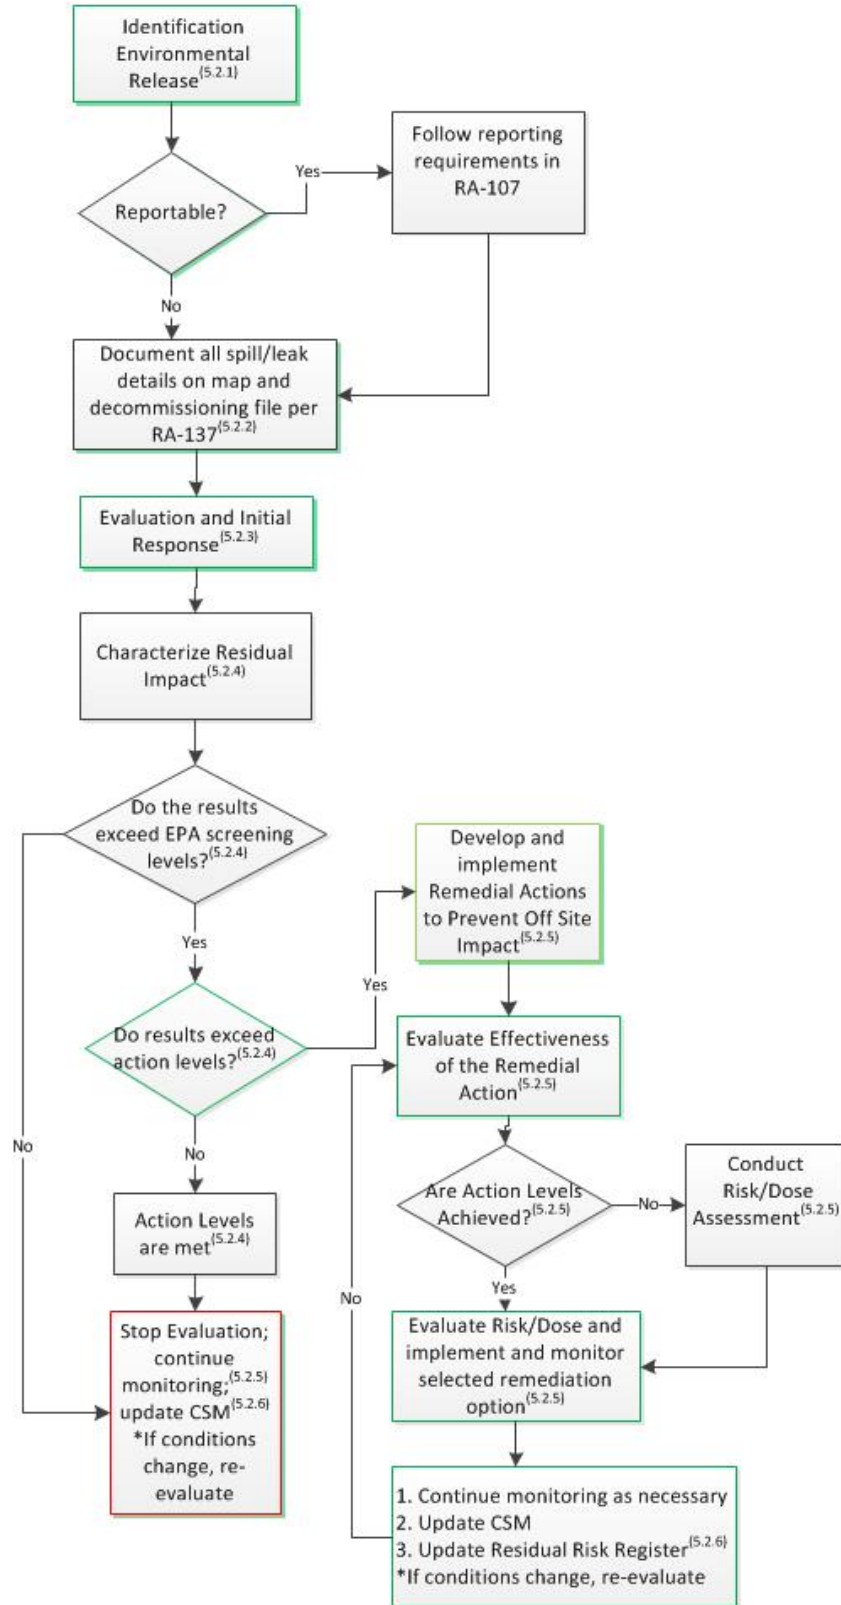 Identification
Environmental
Release(5.2.1)
Reportable?
Yes
Follow reporting
requirements in
RA-107
No
Document all spill/leak
details on map and
decommissioning file per
RA-137(5.2.2)
Evaluation and Initial
Response(5.2.3)
Characterize Residual
Impact(5.2.4)
Do the results
exceed EPA screening
levels?(5.2.4)
Yes
No
Do results exceed
action levels?(5.2.4)
Yes
No
Action Levels
are met(5.2.4)
Stop Evaluation;
continue
monitoring;(5.2.5)
update CSM(5.2.6)
*If conditions
change, re-
evaluate
Develop and
implement
Remedial Actions
to Prevent Off Site
Impact(5.2.5)
Evaluate Effectiveness
of the Remedial
Action(5.2.5)
Are Action Levels
Achieved?(5.2.5)
No
Conduct
Risk/Dose
Assessment(5.2.5)
Yes
Evaluate Risk/Dose and
implement and monitor
selected remediation
option(5.2.5)
No
1. Continue monitoring as necessary
2. Update CSM
3. Update Residual Risk Register(5.2.6)
*If conditions change, re-evaluate